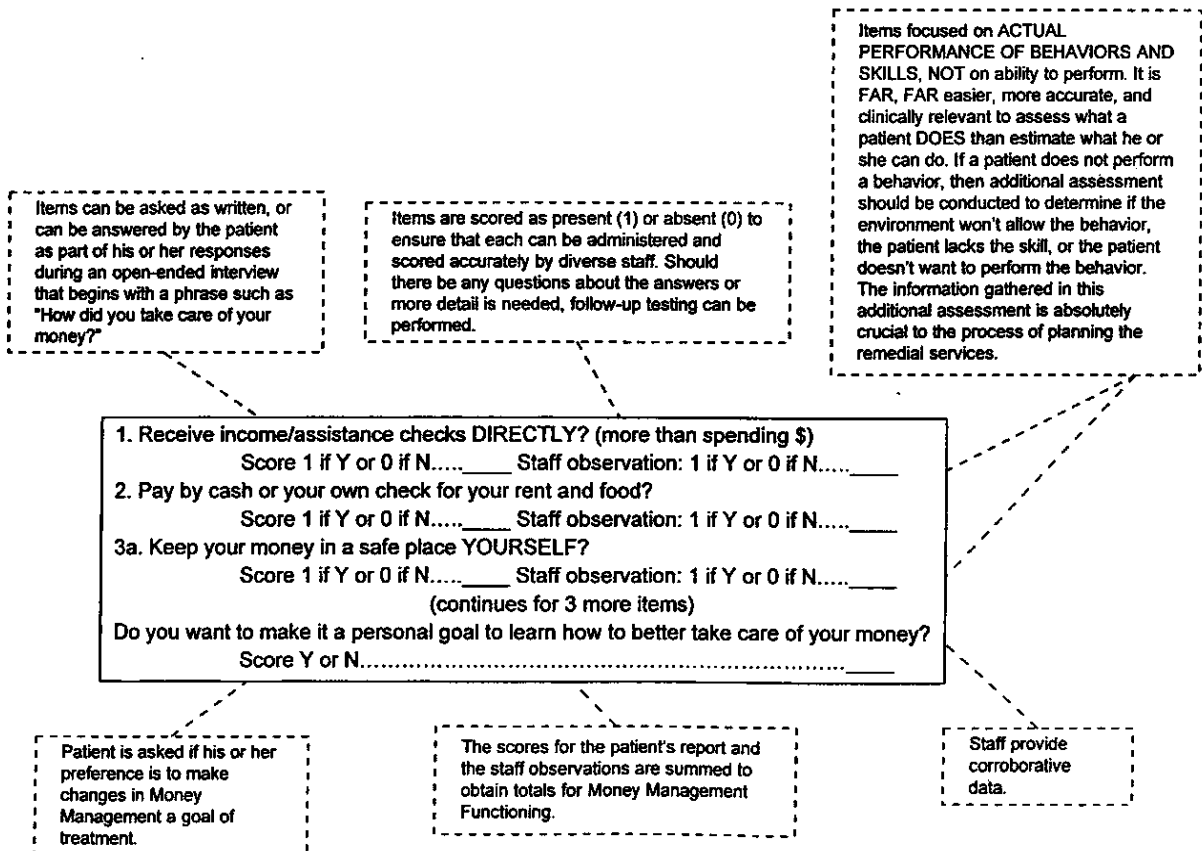 Items focused on ACTUAL
PERFORMANCE OF BEHAVIORS AND
SKILLS, NOT on ability to perform. It is
FAR, FAR easier, more accurate, and
clinically relevant to assess what a
patient DOES than estimate what he or
she can do. If a patient does not perform
a behavior, then additional assessment
should be conducted to determine if the
environment won't allow the behavior,
the patient lacks the skill, or the patient
doesn't want to perform the behavior.
The information gathered in this
additional assessment is absolutely
crucial to the process of planning the
remedial services.
Items can be asked as written, or
can be answered by the patient
as part of his or her responses
during an open-ended interview
that begins with a phrase such as
"How did you take care of your
money?"
Items are scored as present (1) or absent (0) to
ensure that each can be administered and
scored accurately by diverse staff. Should
there be any questions about the answers or
more detail is needed, follow-up testing can be
performed.
1. Receive income/assistance checks DIRECTLY? (more than spending $)
Score 1 if Y or 0 if N.....____ Staff observation: 1 if Y or 0 if N.....____
2. Pay by cash or your own check for your rent and food?
Score 1 if Y or 0 if N.....____ Staff observation: 1 if Y or 0 if N.....____
3a. Keep your money in a safe place YOURSELF?
Score 1 if Y or 0 if N.....____ Staff observation: 1 if Y or 0 if N.....____
(continues for 3 more items)
Do you want to make it a personal goal to learn how to better take care of your money?
Score Y or N........................................................................____
Patient is asked if his or her
preference is to make
changes in Money
Management a goal of
treatment.
The scores for the patient's report and
the staff observations are summed to
obtain totals for Money Management
Functioning.
Staff provide
corroborative
data.